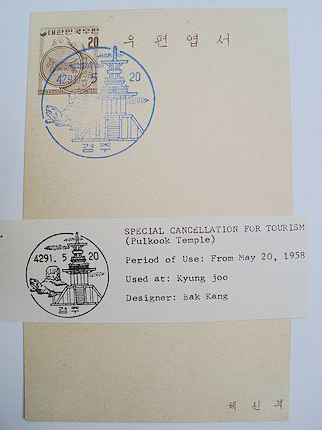 대한민국우편
20
우편엽서
4291. 5 20
경주
SPECIAL CANCELLATION FOR TOURISM
(Pulkook Temple)
4291. 5 20
Period of Use: From May 20, 1958
Used at: Kyung joo
Designer: Bak Kang
경주
체신부